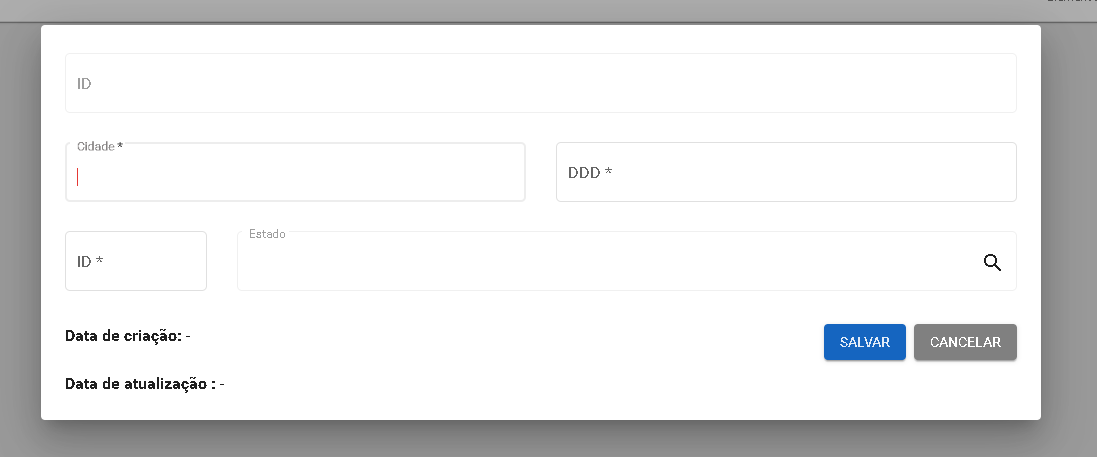 ID
Cidade *
DDD *
ID *
Estado
Data de criação: -
SALVAR
CANCELAR
Data de atualização : -